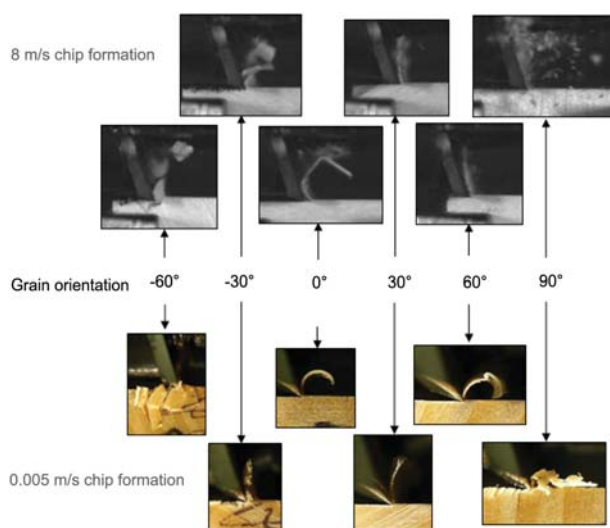 8 m/s chip formation
Grain orientation -60° -30° 0° 30° 60° 90°
0.005 m/s chip formation